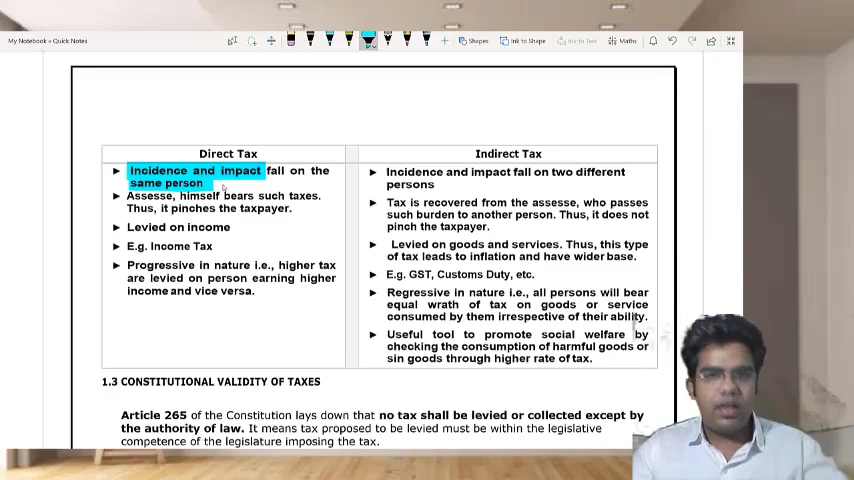 My Notebook » Quick Notes
Shapes
Ink to Shape
Ink to Text
Maths
Direct Tax
Indirect Tax
► Incidence and impact fall on the
same person
► Assesse, himself bears such taxes.
Thus, it pinches the taxpayer.
► Levied on income
► E.g. Income Tax
► Progressive in nature i.e., higher tax
are levied on person earning higher
income and vice versa.
► Incidence and impact fall on two different
persons
► Tax is recovered from the assesse, who passes
such burden to another person. Thus, it does not
pinch the taxpayer.
► Levied on goods and services. Thus, this type
of tax leads to inflation and have wider base.
► E.g. GST, Customs Duty, etc.
► Regressive in nature i.e., all persons will bear
equal wrath of tax on goods or service
consumed by them irrespective of their ability.
► Useful tool to promote social welfare by
checking the consumption of harmful goods or
sin goods through higher rate of tax.
1.3 CONSTITUTIONAL VALIDITY OF TAXES
Article 265 of the Constitution lays down that no tax shall be levied or collected except by
the authority of law. It means tax proposed to be levied must be within the legislative
competence of the legislature imposing the tax.